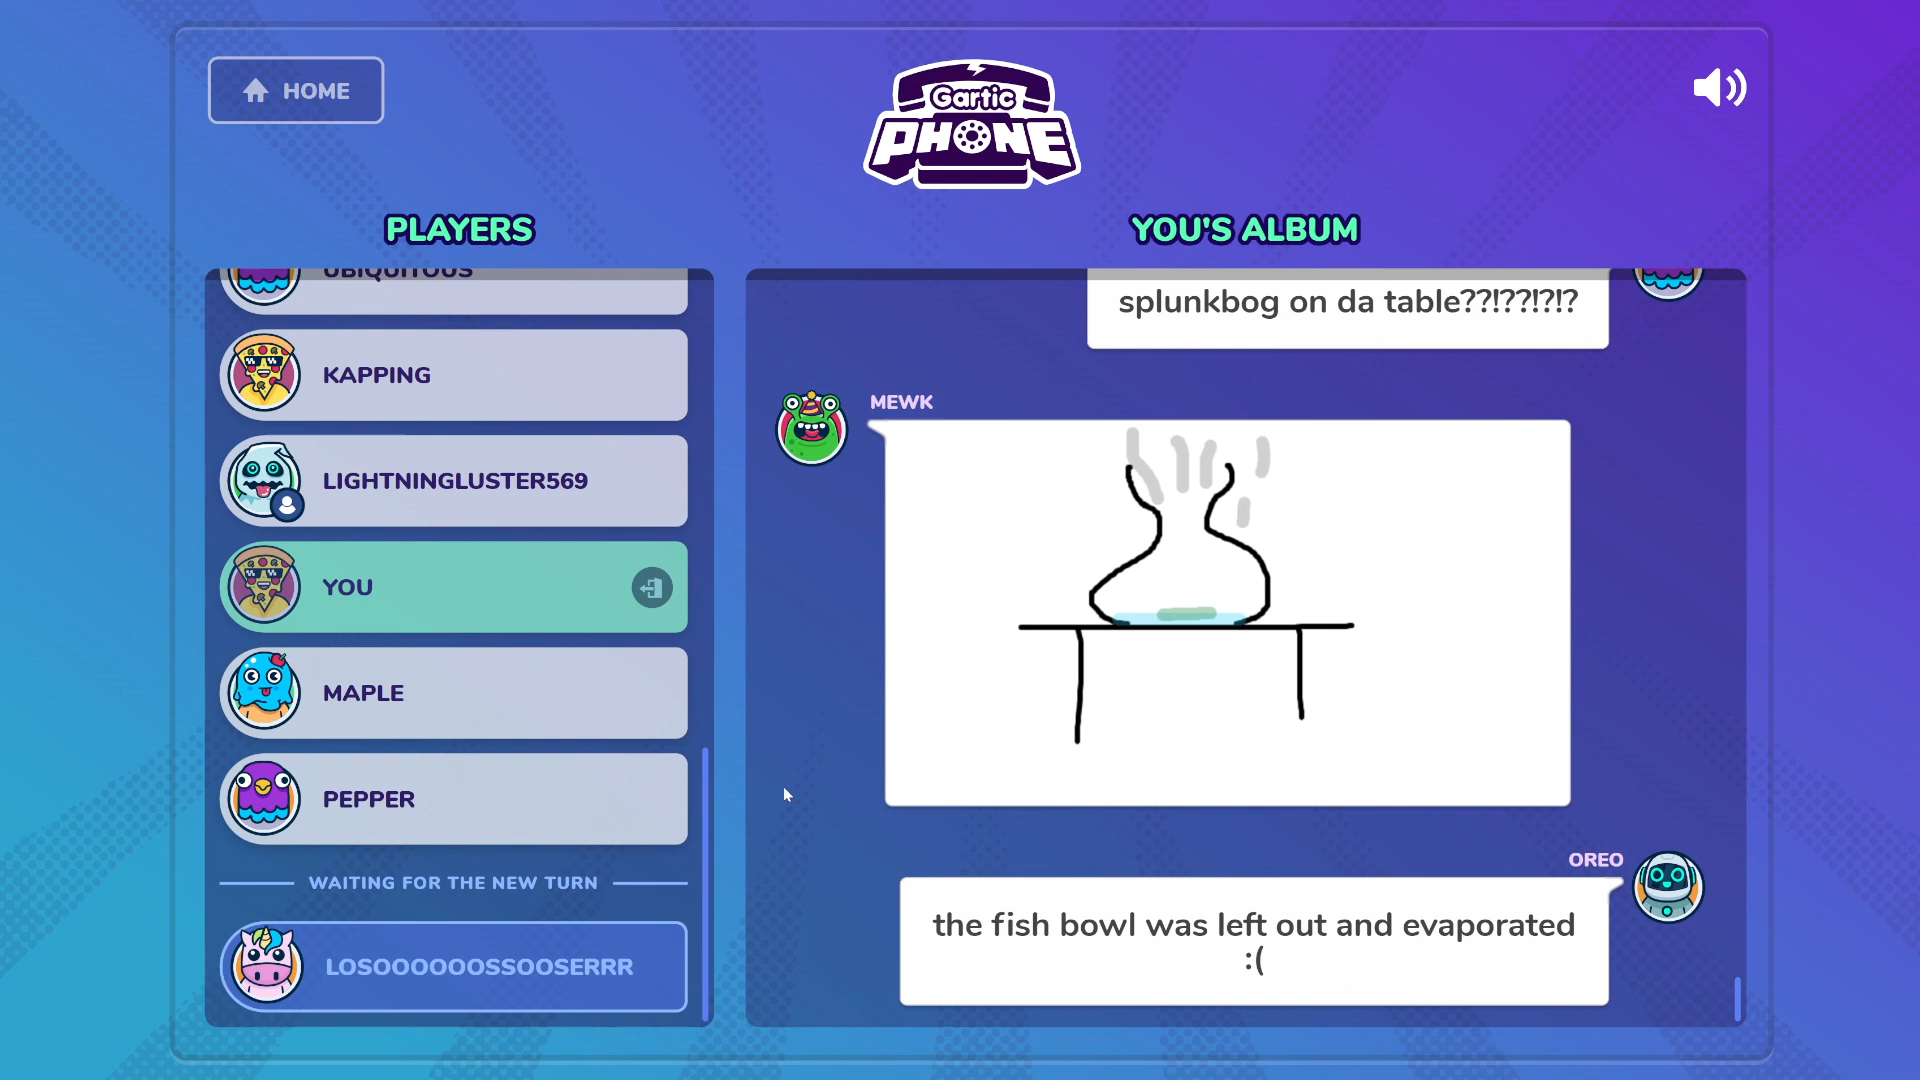 HOME
Gartic
PHONE
PLAYERS
YOU'S ALBUM
UBIQUITOUS
KAPPING
LIGHTNINGLUSTER569
YOU
MAPLE
PEPPER
WAITING FOR THE NEW TURN
LOSOOOOOOSSOOSERRR
splunkbog on da table??!??!?!?
MEWK
OREO
the fish bowl was left out and evaporated
:(